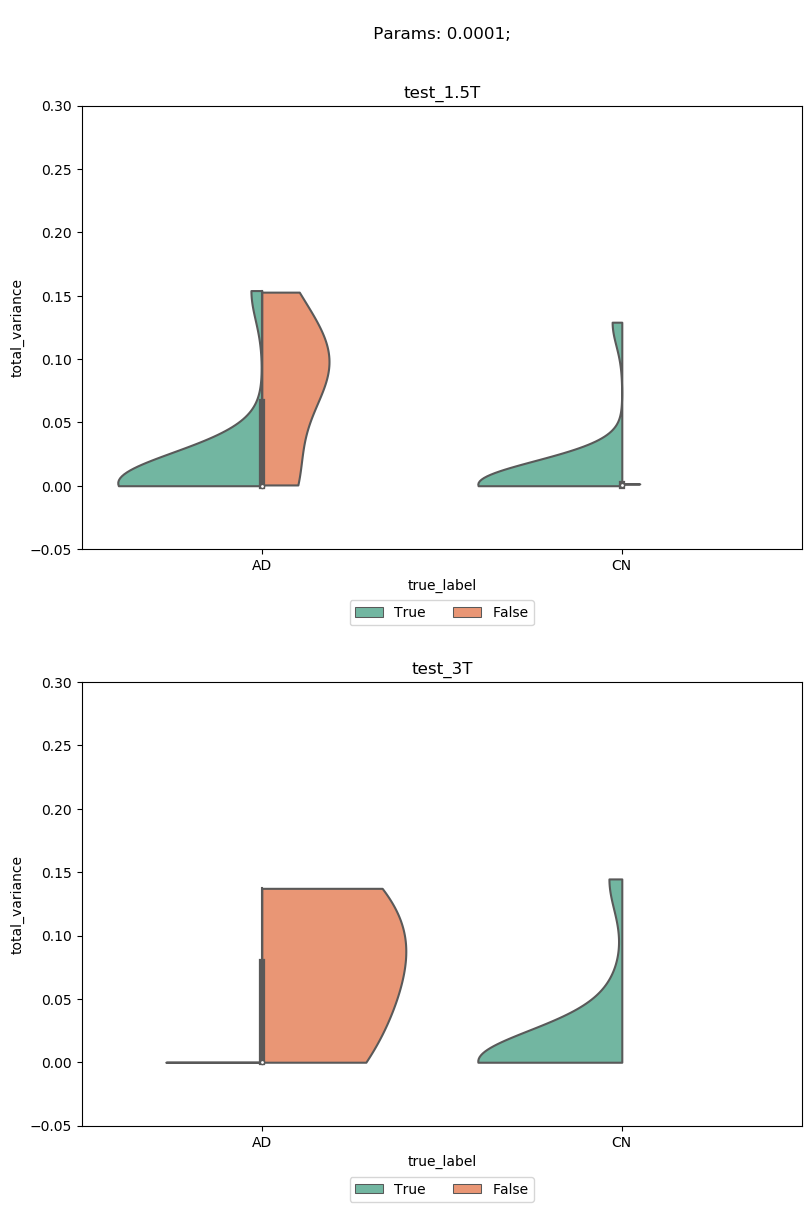 Params: 0.0001;
test_1.5T
0.30
0.25
0.20
0.15
0.10
0.05
0.00
−0.05
total_variance
AD CN
true_label
True False
test_3T
0.30
0.25
0.20
0.15
0.10
0.05
0.00
−0.05
total_variance
AD CN
true_label
True False